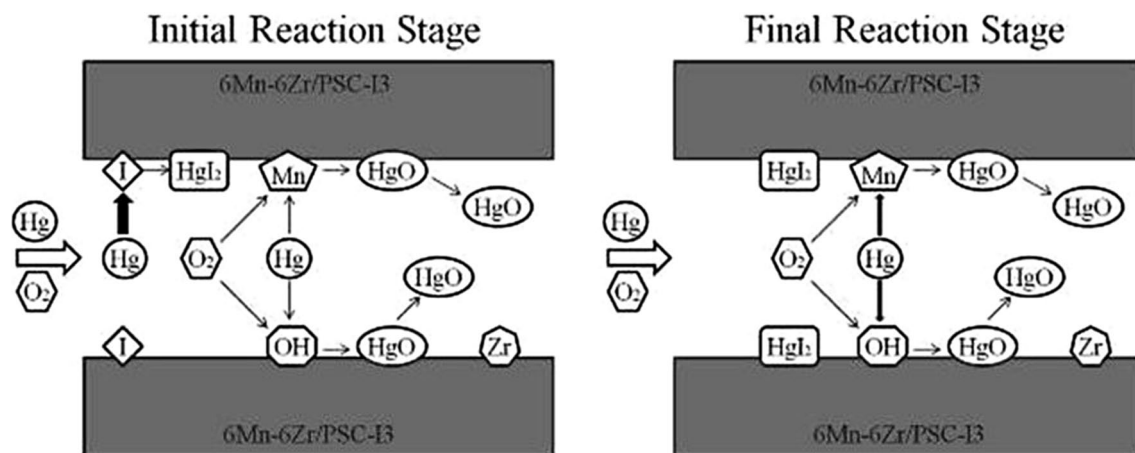 Initial Reaction Stage
6Mn-6Zr/PSC-I3
I
HgI₂
Mn
HgO
HgO
Hg
O₂
Hg
O₂
Hg
HgO
I
OH
HgO
Zr
6Mn-6Zr/PSC-I3
Final Reaction Stage
6Mn-6Zr/PSC-I3
HgI₂
Mn
HgO
HgO
Hg
O₂
O₂
Hg
HgO
HgI₂
OH
HgO
Zr
6Mn-6Zr/PSC-I3